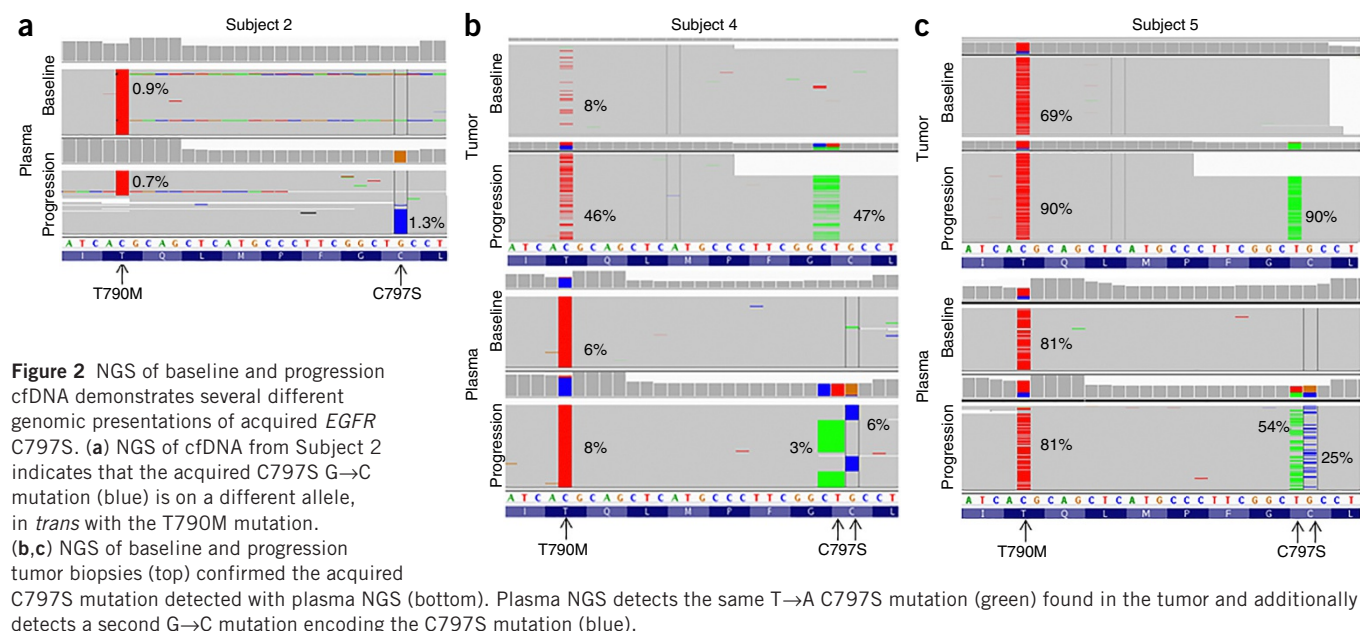 a
Subject 2
Baseline
0.9%
Plasma
Progression
0.7%
1.3%
A T C A C G C A G C T C A T G C C C T T C G G C T G C C T
I T Q L M P F G C L
T790M
C797S
b
Subject 4
Tumor
Baseline
8%
Progression
46%
47%
A T C A C G C A G C T C A T G C C C T T C G G C T G C C T
I T Q L M P F G C L
Plasma
Baseline
6%
Progression
8%
3%
6%
A T C A C G C A G C T C A T G C C C T T C G G C T G C C T
I T Q L M P F G C L
T790M
C797S
c
Subject 5
Tumor
Baseline
69%
Progression
90%
90%
A T C A C G C A G C T C A T G C C C T T C G G C T G C C T
I T Q L M P F G C L
Plasma
Baseline
81%
Progression
81%
54%
25%
A T C A C G C A G C T C A T G C C C T T C G G C T G C C T
I T Q L M P F G C L
T790M
C797S
Figure 2 NGS of baseline and progression
cfDNA demonstrates several different
genomic presentations of acquired EGFR
C797S. (a) NGS of cfDNA from Subject 2
indicates that the acquired C797S G→C
mutation (blue) is on a different allele,
in trans with the T790M mutation.
(b,c) NGS of baseline and progression
tumor biopsies (top) confirmed the acquired
C797S mutation detected with plasma NGS (bottom). Plasma NGS detects the same T→A C797S mutation (green) found in the tumor and additionally
detects a second G→C mutation encoding the C797S mutation (blue).